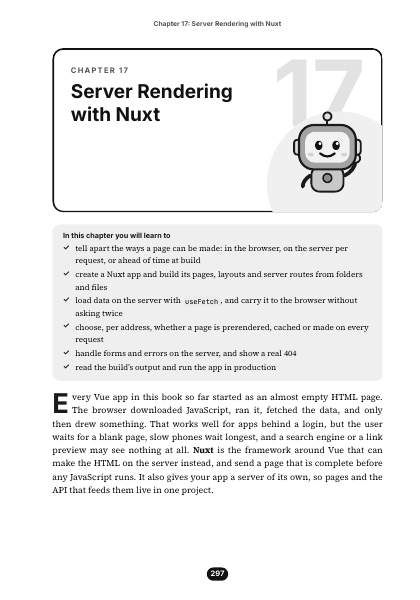 Chapter 17: Server Rendering with Nuxt
17
CHAPTER 17
Server Rendering
with Nuxt
In this chapter you will learn to
✓ tell apart the ways a page can be made: in the browser, on the server per
request, or ahead of time at build
✓ create a Nuxt app and build its pages, layouts and server routes from folders
and files
✓ load data on the server with useFetch, and carry it to the browser without
asking twice
✓ choose, per address, whether a page is prerendered, cached or made on every
request
✓ handle forms and errors on the server, and show a real 404
✓ read the build's output and run the app in production
Every Vue app in this book so far started as an almost empty HTML page.
The browser downloaded JavaScript, ran it, fetched the data, and only
then drew something. That works well for apps behind a login, but the user
waits for a blank page, slow phones wait longest, and a search engine or a link
preview may see nothing at all. Nuxt is the framework around Vue that can
make the HTML on the server instead, and send a page that is complete before
any JavaScript runs. It also gives your app a server of its own, so pages and the
API that feeds them live in one project.
297